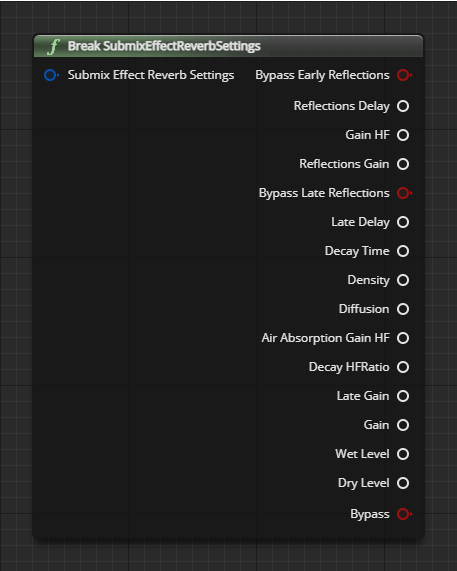 f Break SubmixEffectReverbSettings
Submix Effect Reverb Settings Bypass Early Reflections
Reflections Delay
Gain HF
Reflections Gain
Bypass Late Reflections
Late Delay
Decay Time
Density
Diffusion
Air Absorption Gain HF
Decay HFRatio
Late Gain
Gain
Wet Level
Dry Level
Bypass